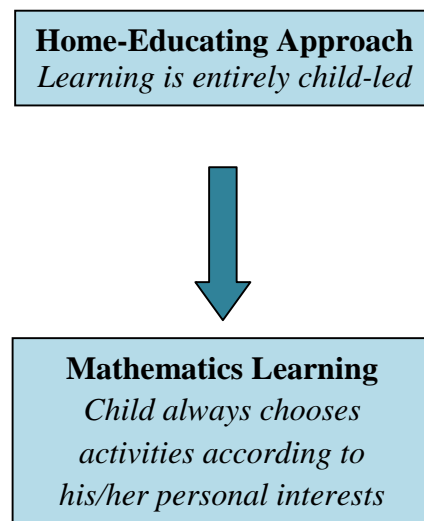 Home-Educating Approach
Learning is entirely child-led
Mathematics Learning
Child always chooses
activities according to
his/her personal interests